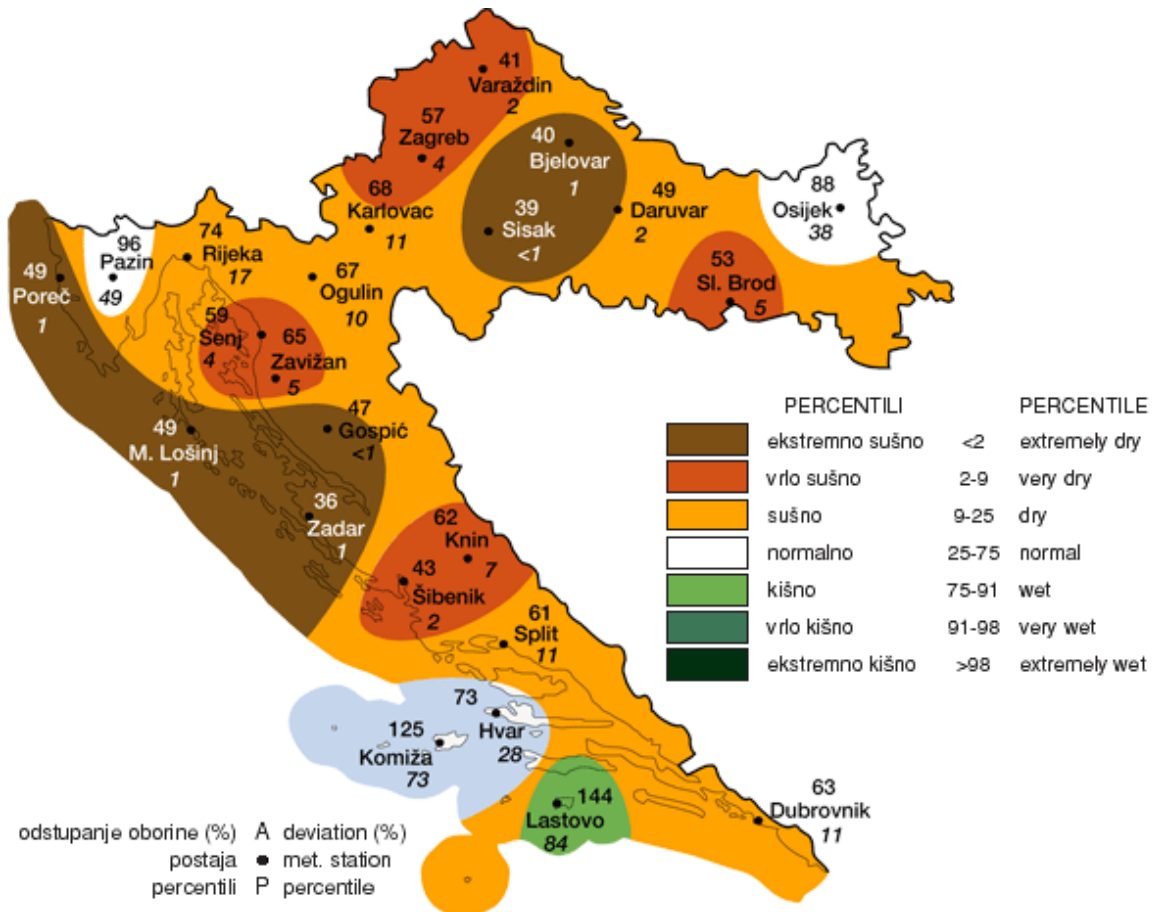 41
Varaždin
2
57
Zagreb
4
40
Bjelovar
1
68
Karlovac
11
39
Sisak
<1
49
Daruvar
2
88
Osijek
38
53
Sl. Brod
5
96
Pazin
49
74
Rijeka
17
49
Poreč
1
67
Ogulin
10
59
Senj
4
65
Zavižan
5
47
Gospić
<1
49
M. Lošinj
1
36
Zadar
1
62
Knin
7
43
Šibenik
2
61
Split
11
73
Hvar
28
125
Komiža
73
144
Lastovo
84
63
Dubrovnik
11
PERCENTILI PERCENTILE
ekstremno sušno <2 extremely dry
vrlo sušno 2-9 very dry
sušno 9-25 dry
normalno 25-75 normal
kišno 75-91 wet
vrlo kišno 91-98 very wet
ekstremno kišno >98 extremely wet
odstupanje oborine (%) A deviation (%)
postaja met. station
percentili P percentile